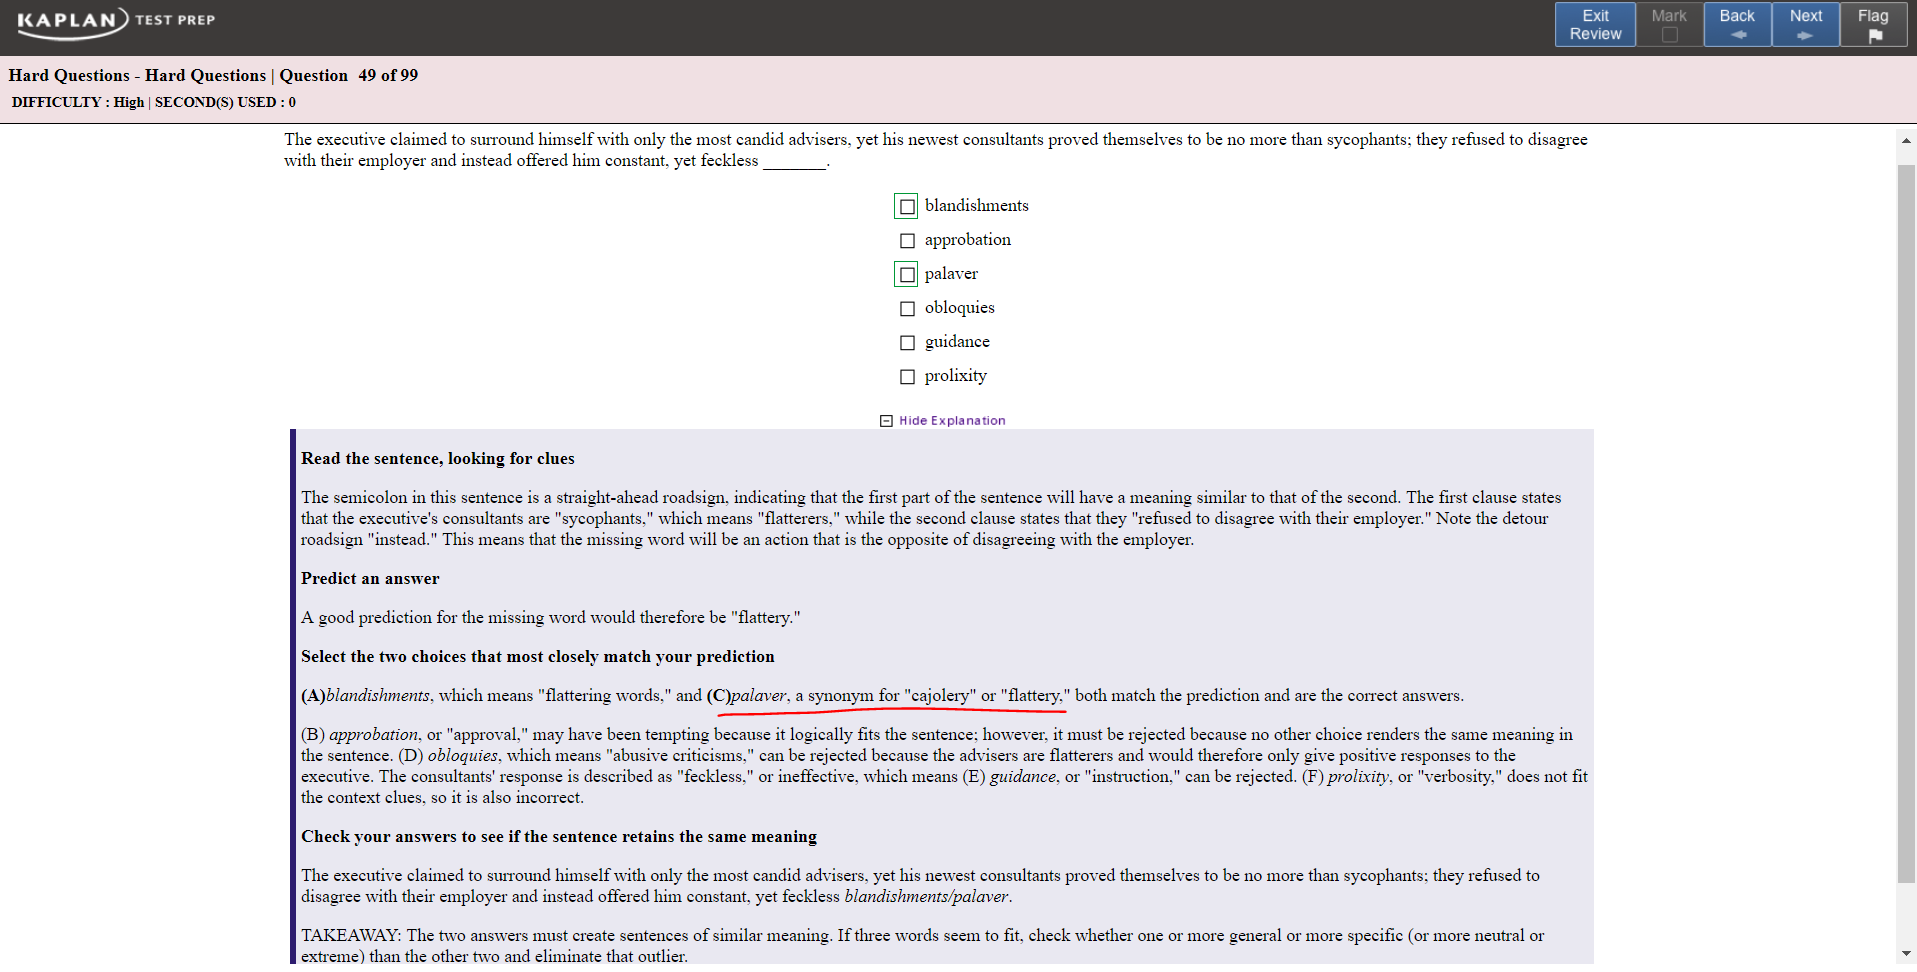 KAPLAN TEST PREP
Exit Review
Mark
Back
Next
Flag
Hard Questions - Hard Questions | Question 49 of 99
DIFFICULTY : High | SECOND(S) USED : 0
The executive claimed to surround himself with only the most candid advisers, yet his newest consultants proved themselves to be no more than sycophants; they refused to disagree
with their employer and instead offered him constant, yet feckless _______.
blandishments
approbation
palaver
obloquies
guidance
prolixity
Hide Explanation
Read the sentence, looking for clues
The semicolon in this sentence is a straight-ahead roadsign, indicating that the first part of the sentence will have a meaning similar to that of the second. The first clause states
that the executive's consultants are "sycophants," which means "flatterers," while the second clause states that they "refused to disagree with their employer." Note the detour
roadsign "instead." This means that the missing word will be an action that is the opposite of disagreeing with the employer.
Predict an answer
A good prediction for the missing word would therefore be "flattery."
Select the two choices that most closely match your prediction
(A)blandishments, which means "flattering words," and (C)palaver, a synonym for "cajolery" or "flattery," both match the prediction and are the correct answers.
(B) approbation, or "approval," may have been tempting because it logically fits the sentence; however, it must be rejected because no other choice renders the same meaning in
the sentence. (D) obloquies, which means "abusive criticisms," can be rejected because the advisers are flatterers and would therefore only give positive responses to the
executive. The consultants' response is described as "feckless," or ineffective, which means (E) guidance, or "instruction," can be rejected. (F) prolixity, or "verbosity," does not fit
the context clues, so it is also incorrect.
Check your answers to see if the sentence retains the same meaning
The executive claimed to surround himself with only the most candid advisers, yet his newest consultants proved themselves to be no more than sycophants; they refused to
disagree with their employer and instead offered him constant, yet feckless blandishments/palaver.
TAKEAWAY: The two answers must create sentences of similar meaning. If three words seem to fit, check whether one or more general or more specific (or more neutral or
extreme) than the other two and eliminate that outlier.